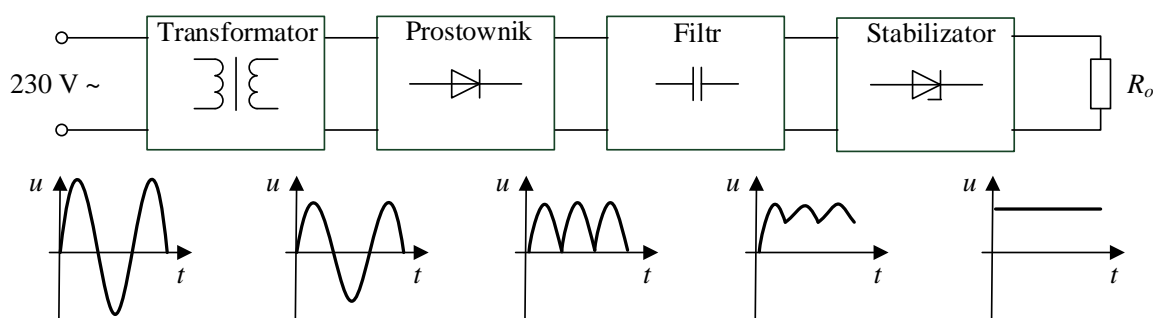 Transformator
Prostownik
Filtr
Stabilizator
230 V ~
Ro
u
t
u
t
u
t
u
t
u
t